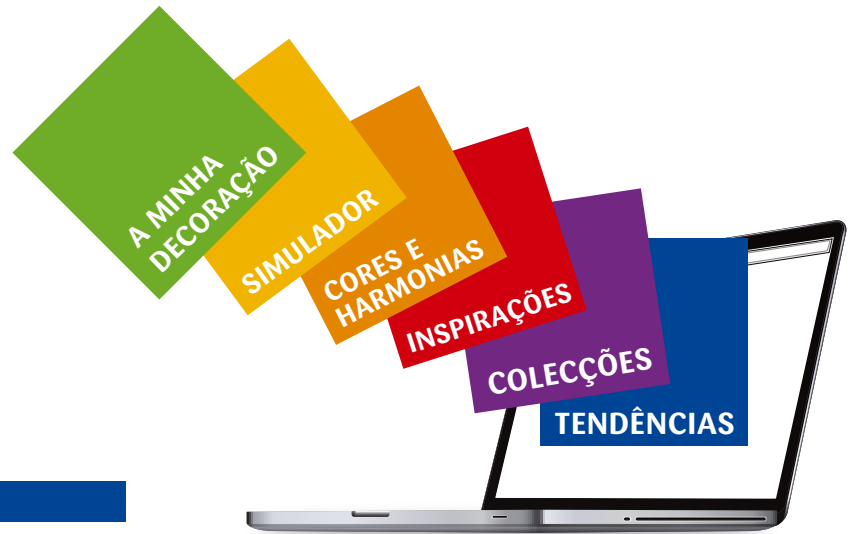 A MINHA
DECORAÇÃO
SIMULADOR
CORES E
HARMONIAS
INSPIRAÇÕES
COLECÇÕES
TENDÊNCIAS